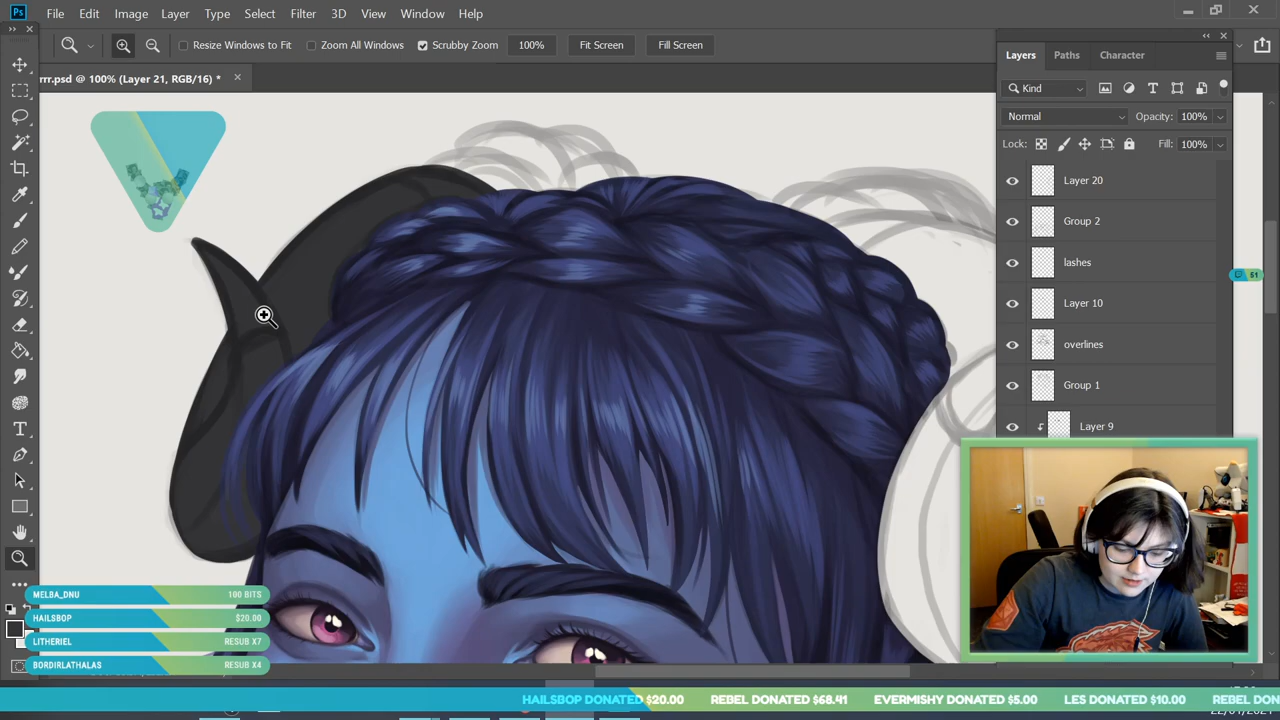 Ps File Edit Image Layer Type Select Filter 3D View Window Help
Resize Windows to Fit Zoom All Windows Scrubby Zoom 100% Fit Screen Fill Screen
rrr.psd @ 100% (Layer 21, RGB/16) *
Layers Paths Character
Kind
Normal Opacity: 100%
Lock: Fill: 100%
Layer 20
Group 2
lashes
Layer 10
overlines
Group 1
Layer 9
51
MELBA_DNU 100 BITS
HAILSBOP $20.00
LITHERIEL RESUB X7
BORDIRLATHALAS RESUB X4
HAILSBOP DONATED $20.00 REBEL DONATED $68.41 EVERMISHY DONATED $5.00 LES DONATED $10.00 REBEL DON